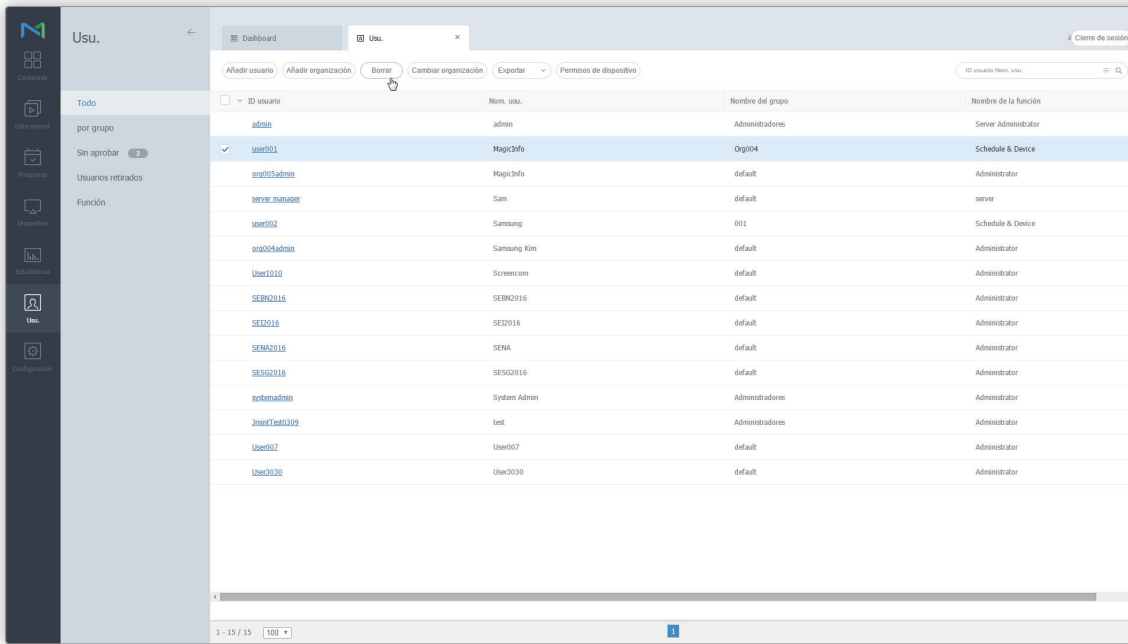 Usu.
Dashboard
Usu.
Cierre de sesión
Contenido
Lista reprod.
Programar
Dispositivo
Estadísticas
Usu.
Configuración
Todo
por grupo
Sin aprobar 3
Usuarios retirados
Función
Añadir usuario Añadir organización Borrar Cambiar organización Exportar Permisos de dispositivo
ID usuario,Nom. usu.
ID usuario Nom. usu. Nombre del grupo Nombre de la función
admin admin Administradores Server Administrator
user001 MagicInfo Org004 Schedule & Device
org005admin MagicInfo default Administrator
server manager Sam default server
user002 Samsung 001 Schedule & Device
org004admin Samsung Kim default Administrator
User1010 Screencom default Administrator
SEBN2016 SEBN2016 default Administrator
SEI2016 SEI2016 default Administrator
SENA2016 SENA default Administrator
SESG2016 SESG2016 default Administrator
systemadmin System Admin Administradores Administrator
JmintTest0309 test Administradores Administrator
User007 User007 default Administrator
User3030 User3030 default Administrator
1 - 15 / 15 100 1